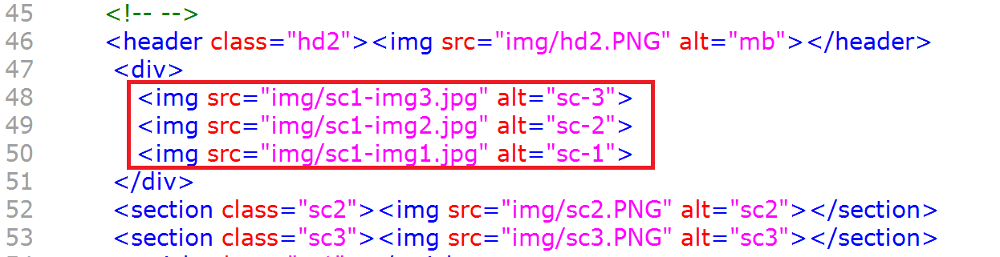 45 <!-- -->
46 <header class="hd2"><img src="img/hd2.PNG" alt="mb"></header>
47 <div>
48 <img src="img/sc1-img3.jpg" alt="sc-3">
49 <img src="img/sc1-img2.jpg" alt="sc-2">
50 <img src="img/sc1-img1.jpg" alt="sc-1">
51 </div>
52 <section class="sc2"><img src="img/sc2.PNG" alt="sc2"></section>
53 <section class="sc3"><img src="img/sc3.PNG" alt="sc3"></section>